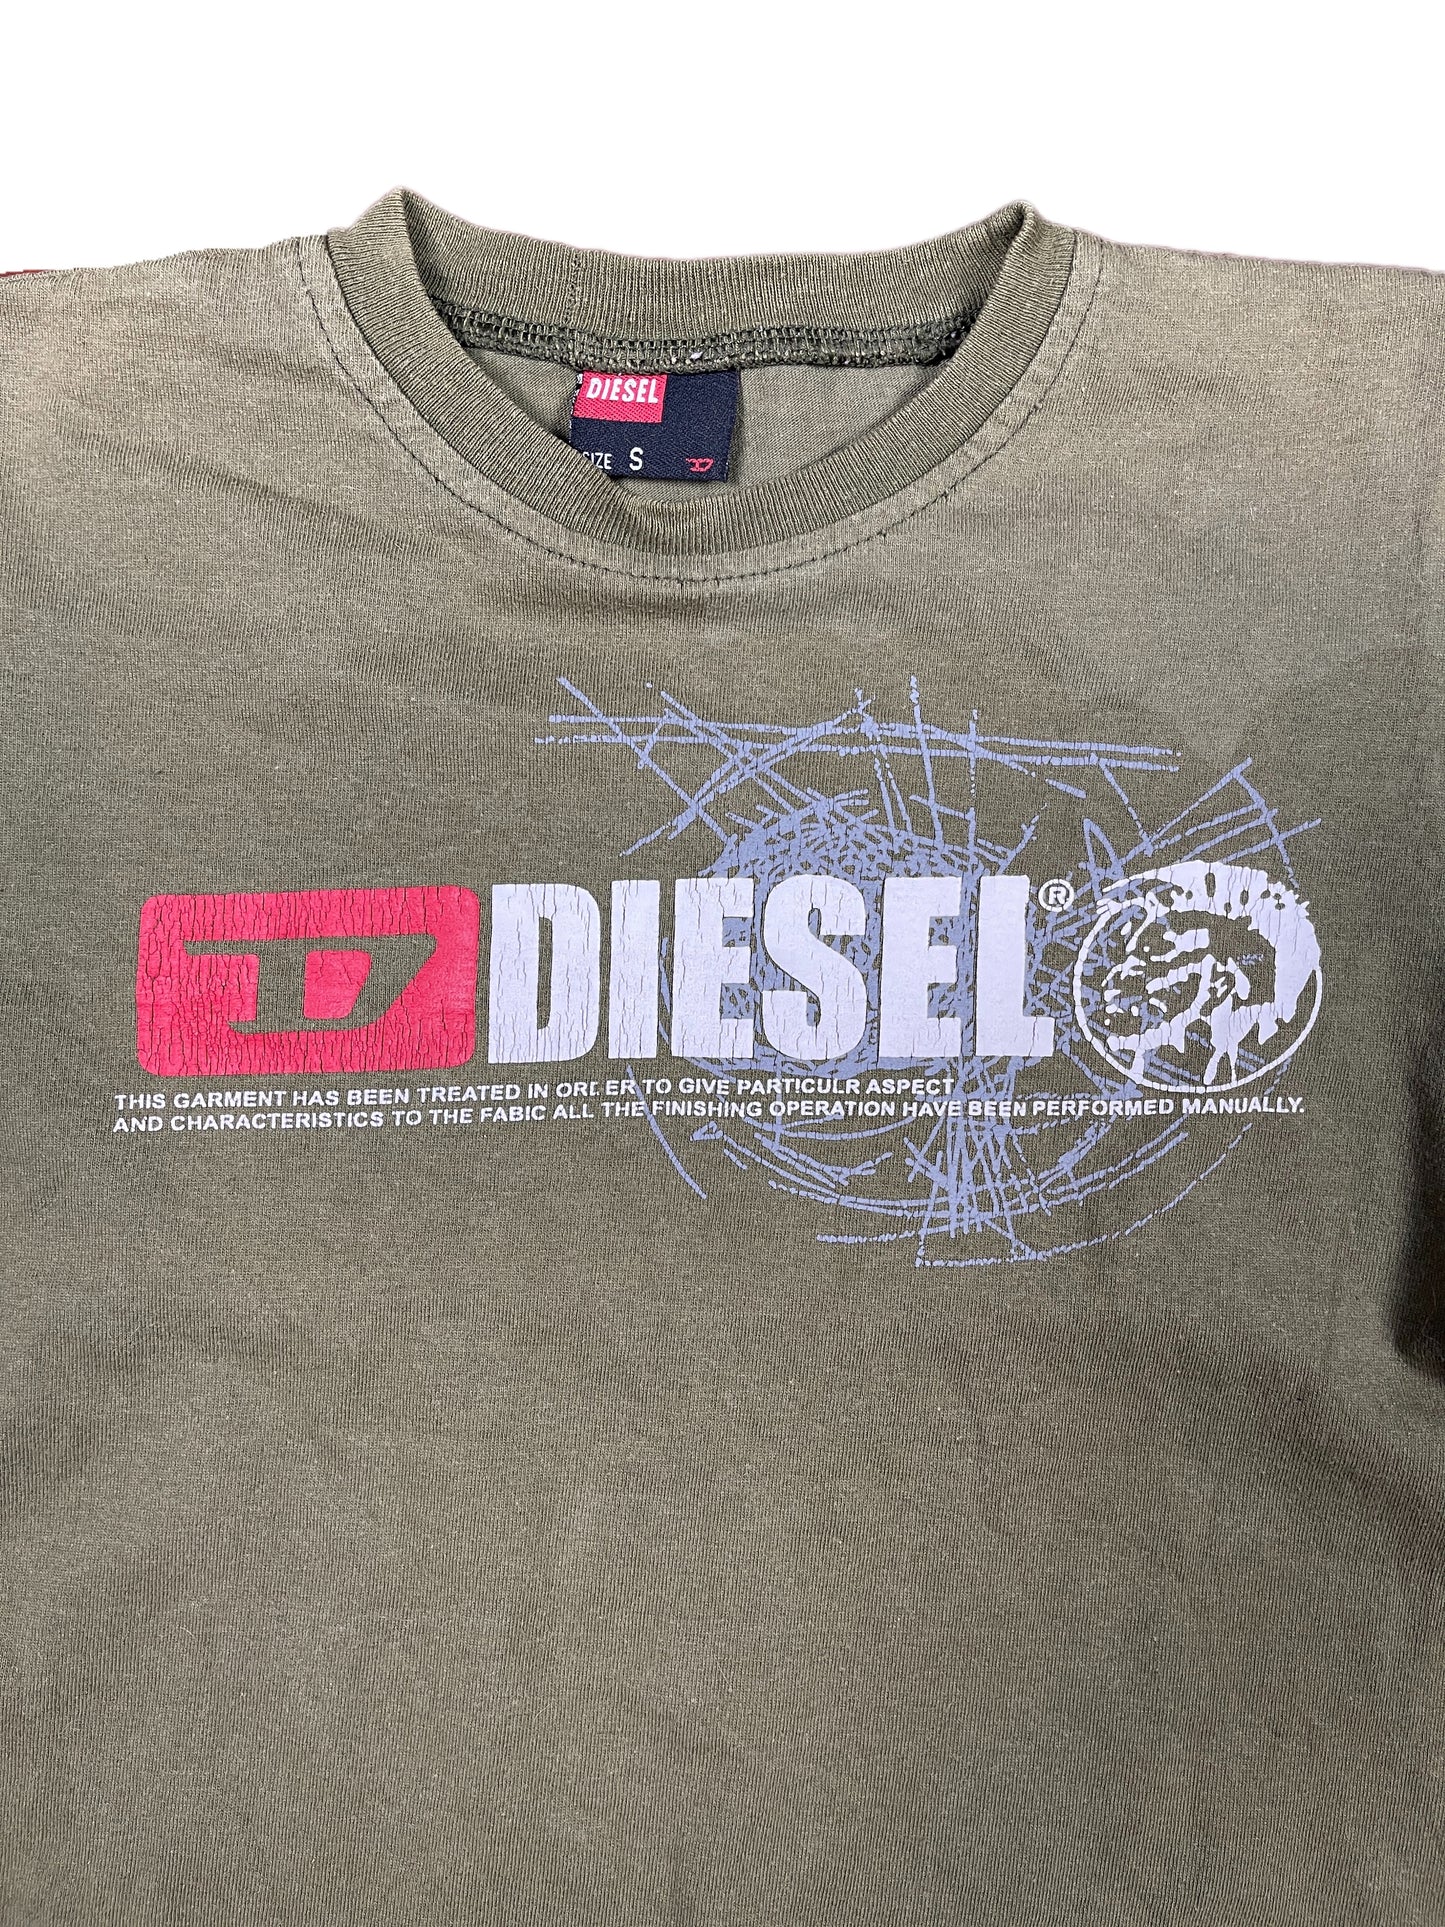 DIESEL
SIZE S
D
D DIESEL®
THIS GARMENT HAS BEEN TREATED IN ORDER TO GIVE PARTICULR ASPECT
AND CHARACTERISTICS TO THE FABIC ALL THE FINISHING OPERATION HAVE BEEN PERFORMED MANUALLY.